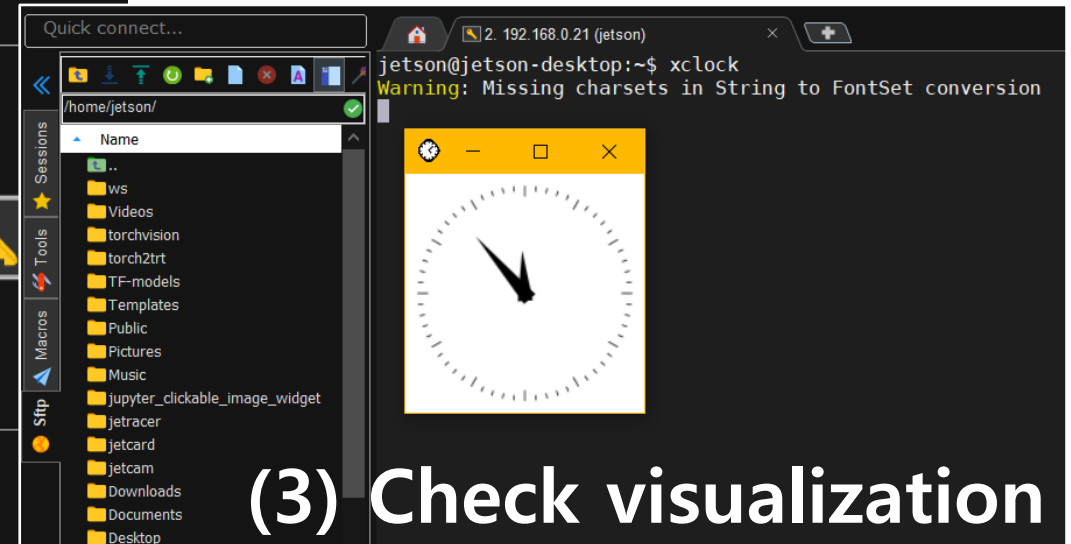 Quick connect...
2. 192.168.0.21 (jetson)
/home/jetson/
Name
..
ws
Videos
torchvision
torch2trt
TF-models
Templates
Public
Pictures
Music
jupyter_clickable_image_widget
jetracer
jetcard
jetcam
Downloads
Documents
Desktop
Sessions
Tools
Macros
Sftp
jetson@jetson-desktop:~$ xclock
Warning: Missing charsets in String to FontSet conversion
(3) Check visualization